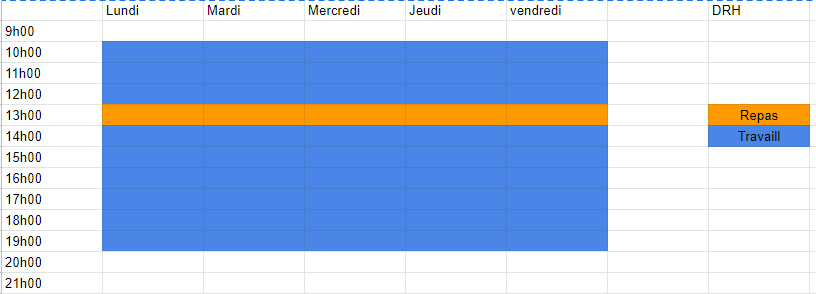 Lundi Mardi Mercredi Jeudi vendredi DRH
9h00
10h00
11h00
12h00
13h00 Repas
14h00 Travaill
15h00
16h00
17h00
18h00
19h00
20h00
21h00